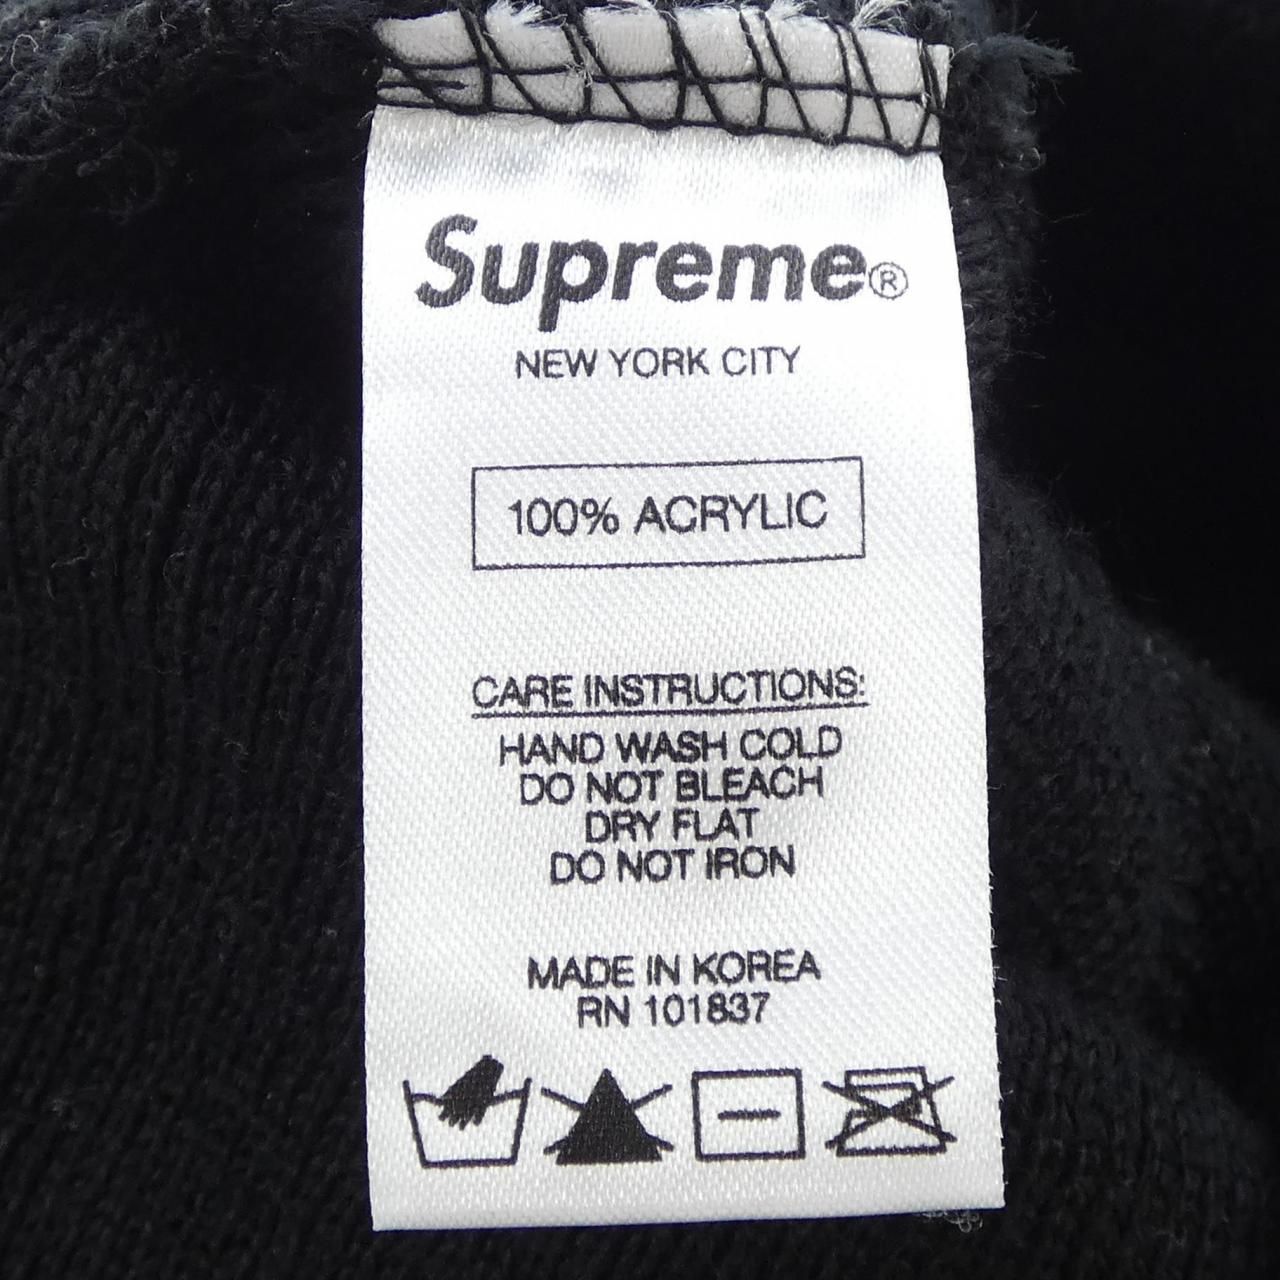 Supreme®
NEW YORK CITY
100% ACRYLIC
CARE INSTRUCTIONS:
HAND WASH COLD
DO NOT BLEACH
DRY FLAT
DO NOT IRON
MADE IN KOREA
RN 101837